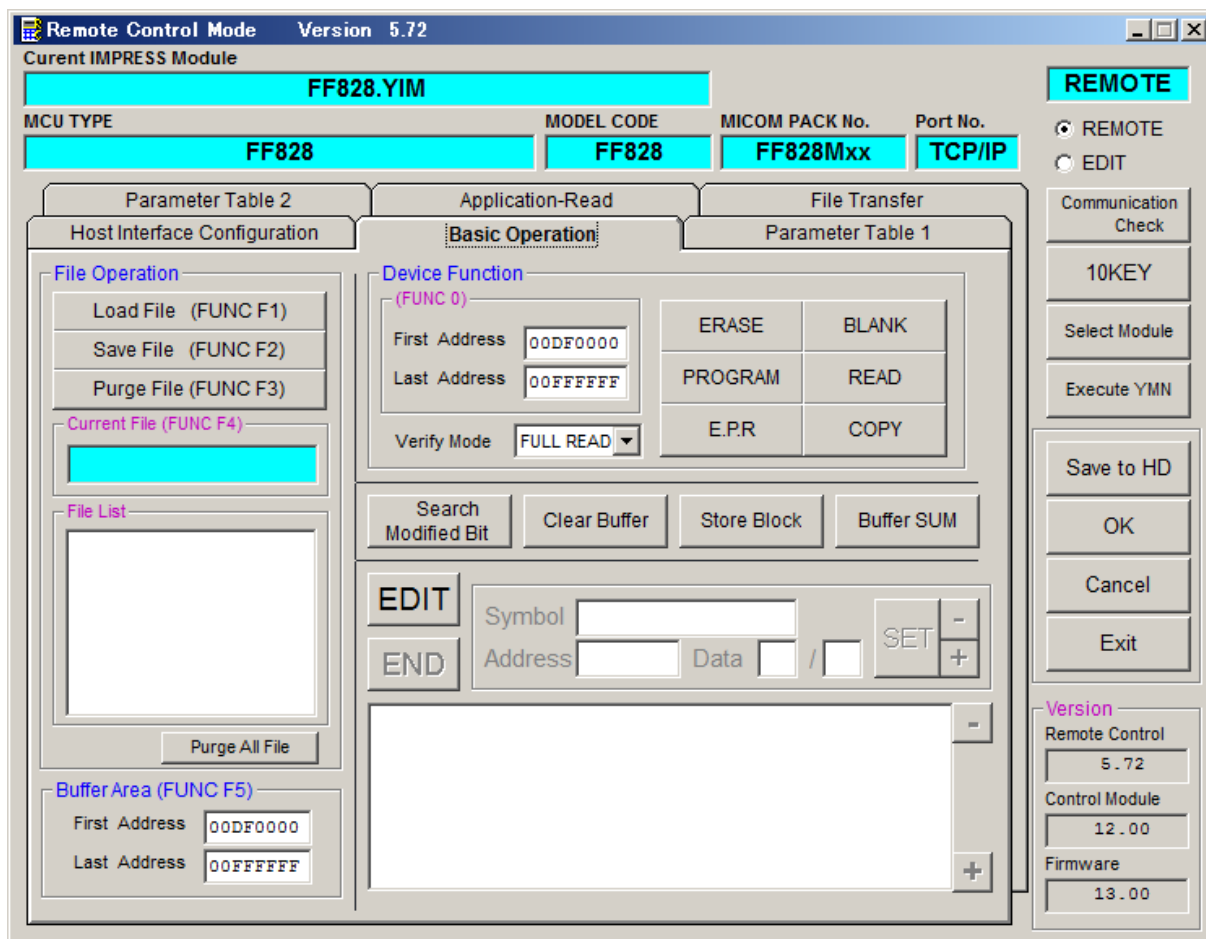 Remote Control Mode Version 5.72
Curent IMPRESS Module
FF828.YIM
REMOTE
MCU TYPE MODEL CODE MICOM PACK No. Port No.
FF828 FF828 FF828Mxx TCP/IP
REMOTE
EDIT
Parameter Table 2 Application-Read File Transfer
Host Interface Configuration Basic Operation Parameter Table 1
File Operation
Load File (FUNC F1)
Save File (FUNC F2)
Purge File (FUNC F3)
Current File (FUNC F4)
File List
Purge All File
Buffer Area (FUNC F5)
First Address 00DF0000
Last Address 00FFFFFF
Device Function
(FUNC 0)
First Address 00DF0000
Last Address 00FFFFFF
Verify Mode FULL READ
ERASE BLANK
PROGRAM READ
E.P.R COPY
Search
Modified Bit
Clear Buffer
Store Block
Buffer SUM
EDIT
END
Symbol
Address Data /
SET
-
+
-
+
Communication
Check
10KEY
Select Module
Execute YMN
Save to HD
OK
Cancel
Exit
Version
Remote Control
5.72
Control Module
12.00
Firmware
13.00